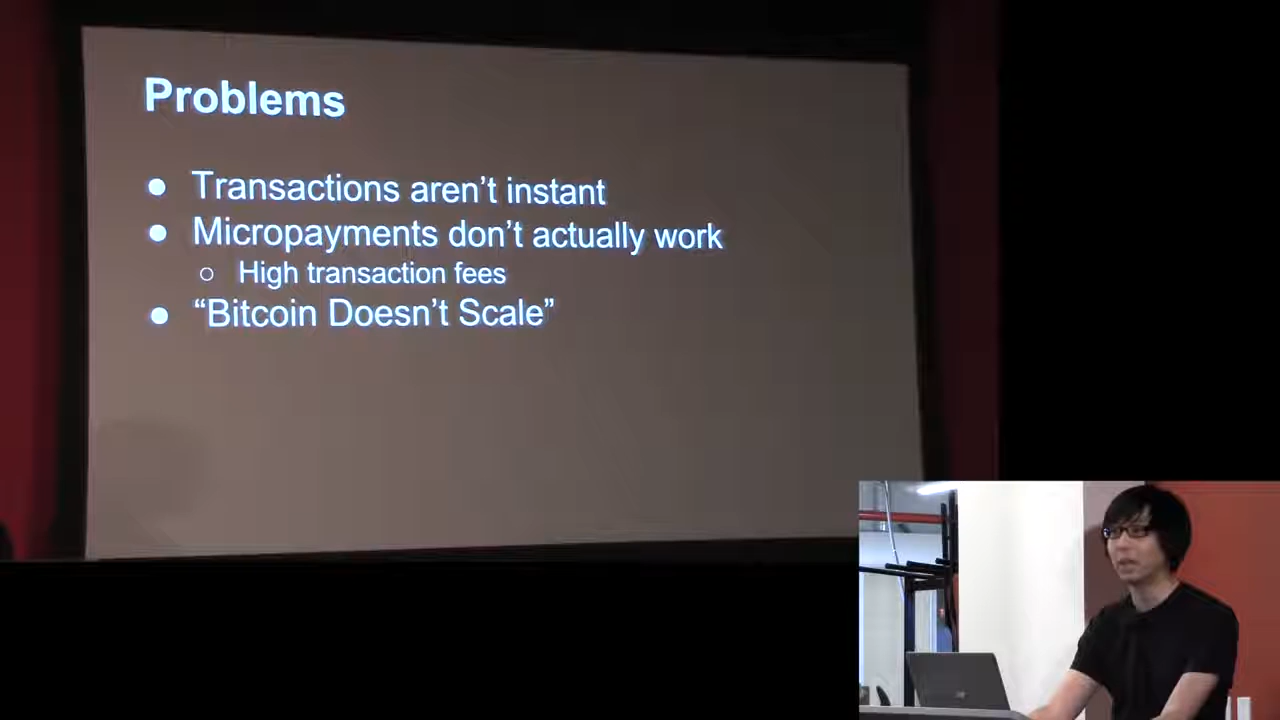 Problems
● Transactions aren't instant
● Micropayments don't actually work
○ High transaction fees
● “Bitcoin Doesn't Scale”